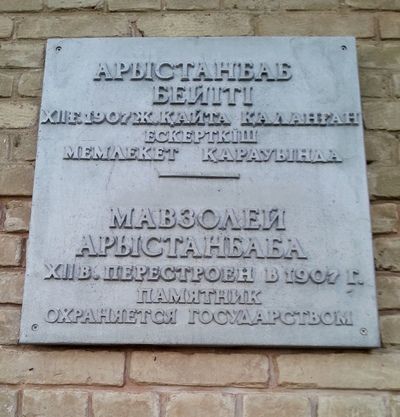 АРЫСТАНБАБ
БЕЙІТІ
XII Ғ. 1907 Ж. ҚАЙТА ҚАЛАНҒАН
ЕСКЕРТКІШ
МЕМЛЕКЕТ ҚАРАУЫНДА
МАВЗОЛЕЙ
АРЫСТАНБАБА
XII В. ПЕРЕСТРОЕН В 1907 Г.
ПАМЯТНИК
ОХРАНЯЕТСЯ ГОСУДАРСТВОМ